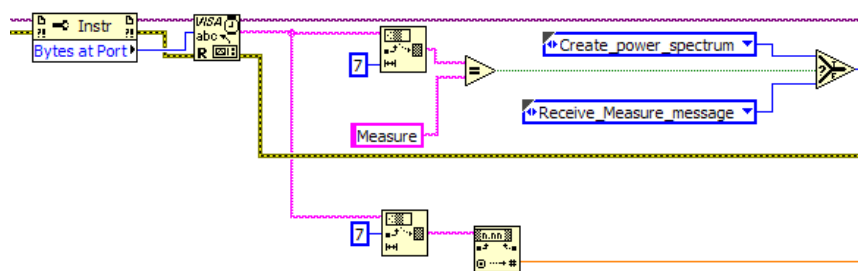 Instr
Bytes at Port
VISA
abc
R
7
=
Create_power_spectrum
?
Receive_Measure_message
Measure
7
n.nn
#